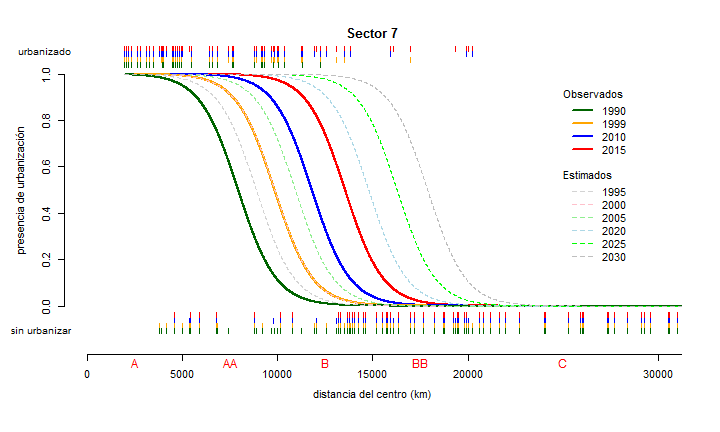 Sector 7
urbanizado
presencia de urbanización
0.0 0.2 0.4 0.6 0.8 1.0
Observados
1990
1999
2010
2015
Estimados
1995
2000
2005
2020
2025
2030
sin urbanizar
A AA B BB C
0 5000 10000 15000 20000 30000
distancia del centro (km)